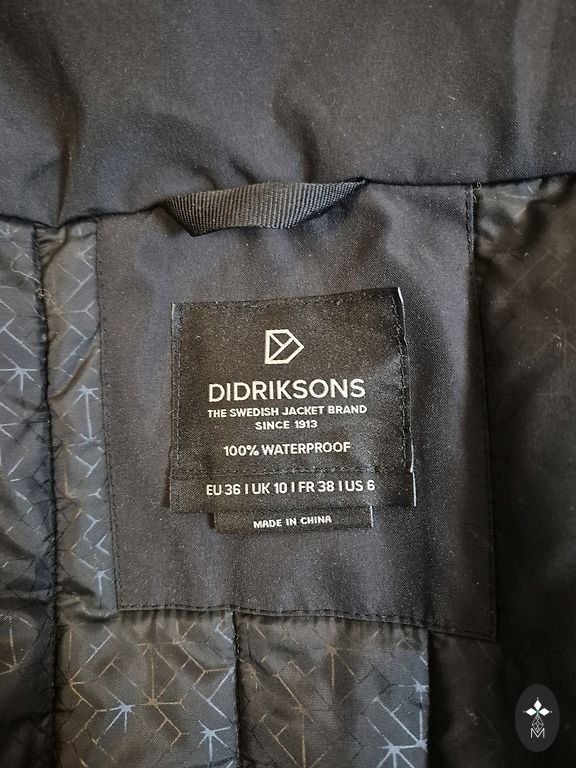 DIDRIKSONS
THE SWEDISH JACKET BRAND
SINCE 1913
100% WATERPROOF
EU 36 I UK 10 I FR 38 I US 6
MADE IN CHINA
M